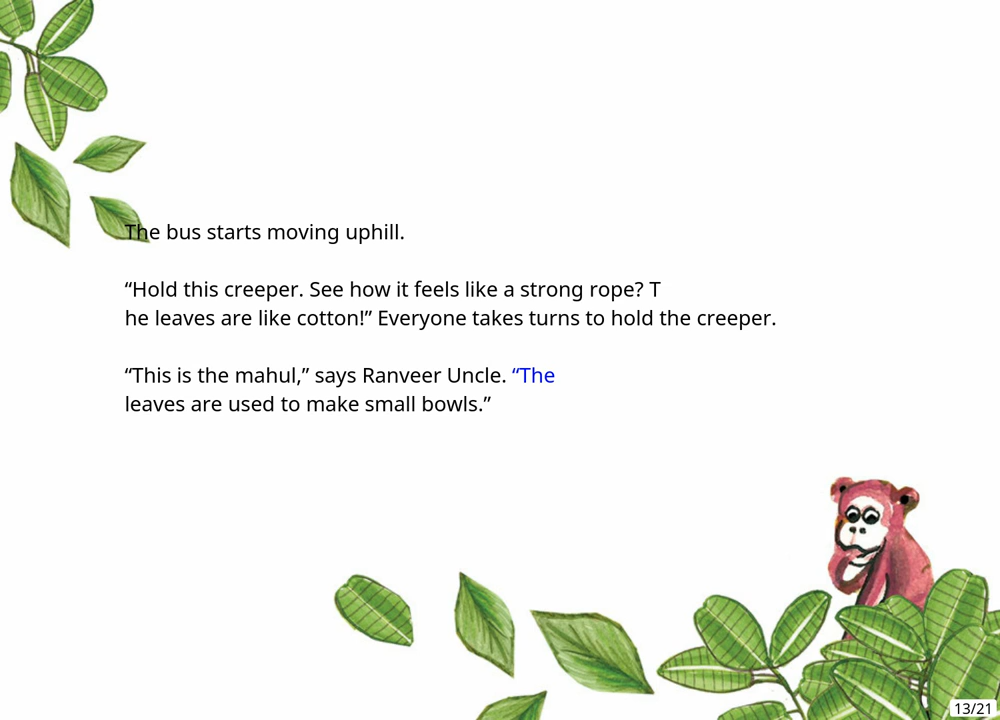 The bus starts moving uphill.
“Hold this creeper. See how it feels like a strong rope? T
he leaves are like cotton!” Everyone takes turns to hold the creeper.
“This is the mahul,” says Ranveer Uncle. “The
leaves are used to make small bowls.”
13/21